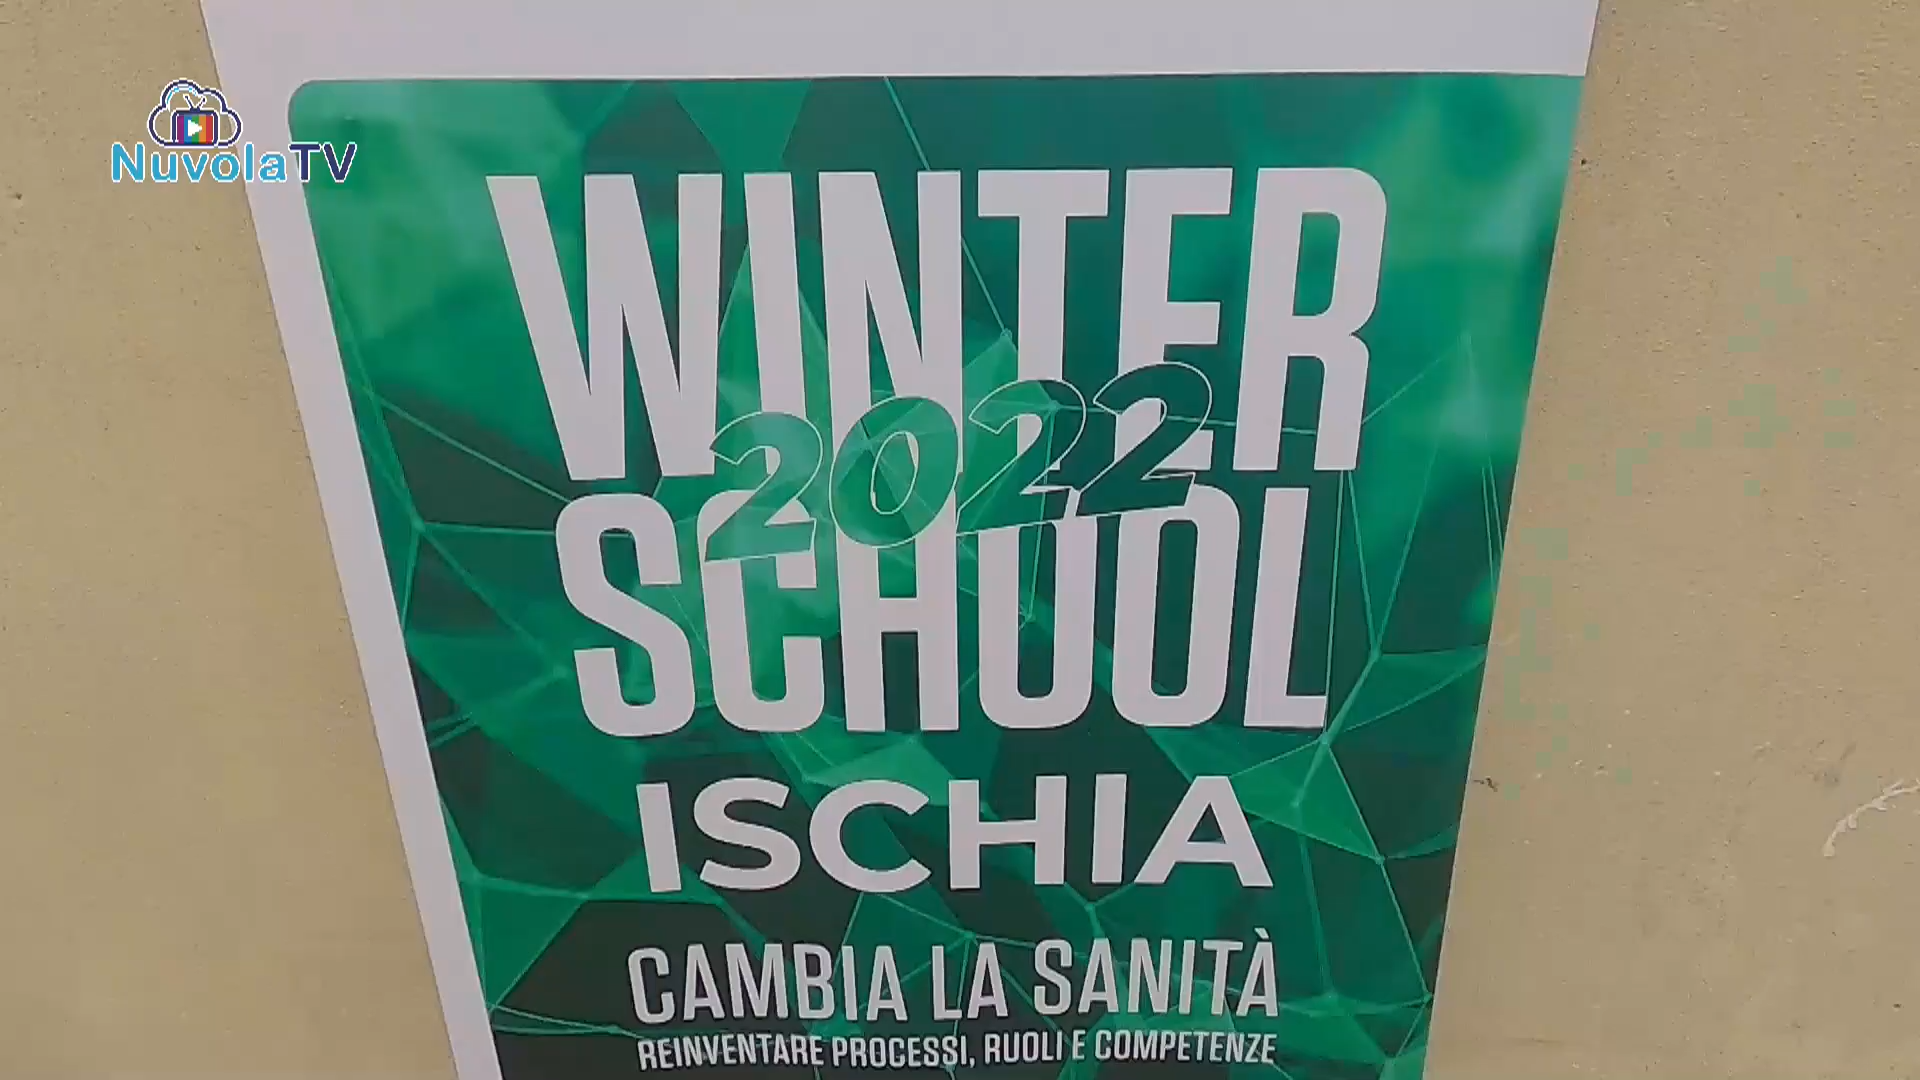 NuvolaTV
WINTER
2022
SCHOOL
ISCHIA
CAMBIA LA SANITÀ
REINVENTARE PROCESSI, RUOLI E COMPETENZE